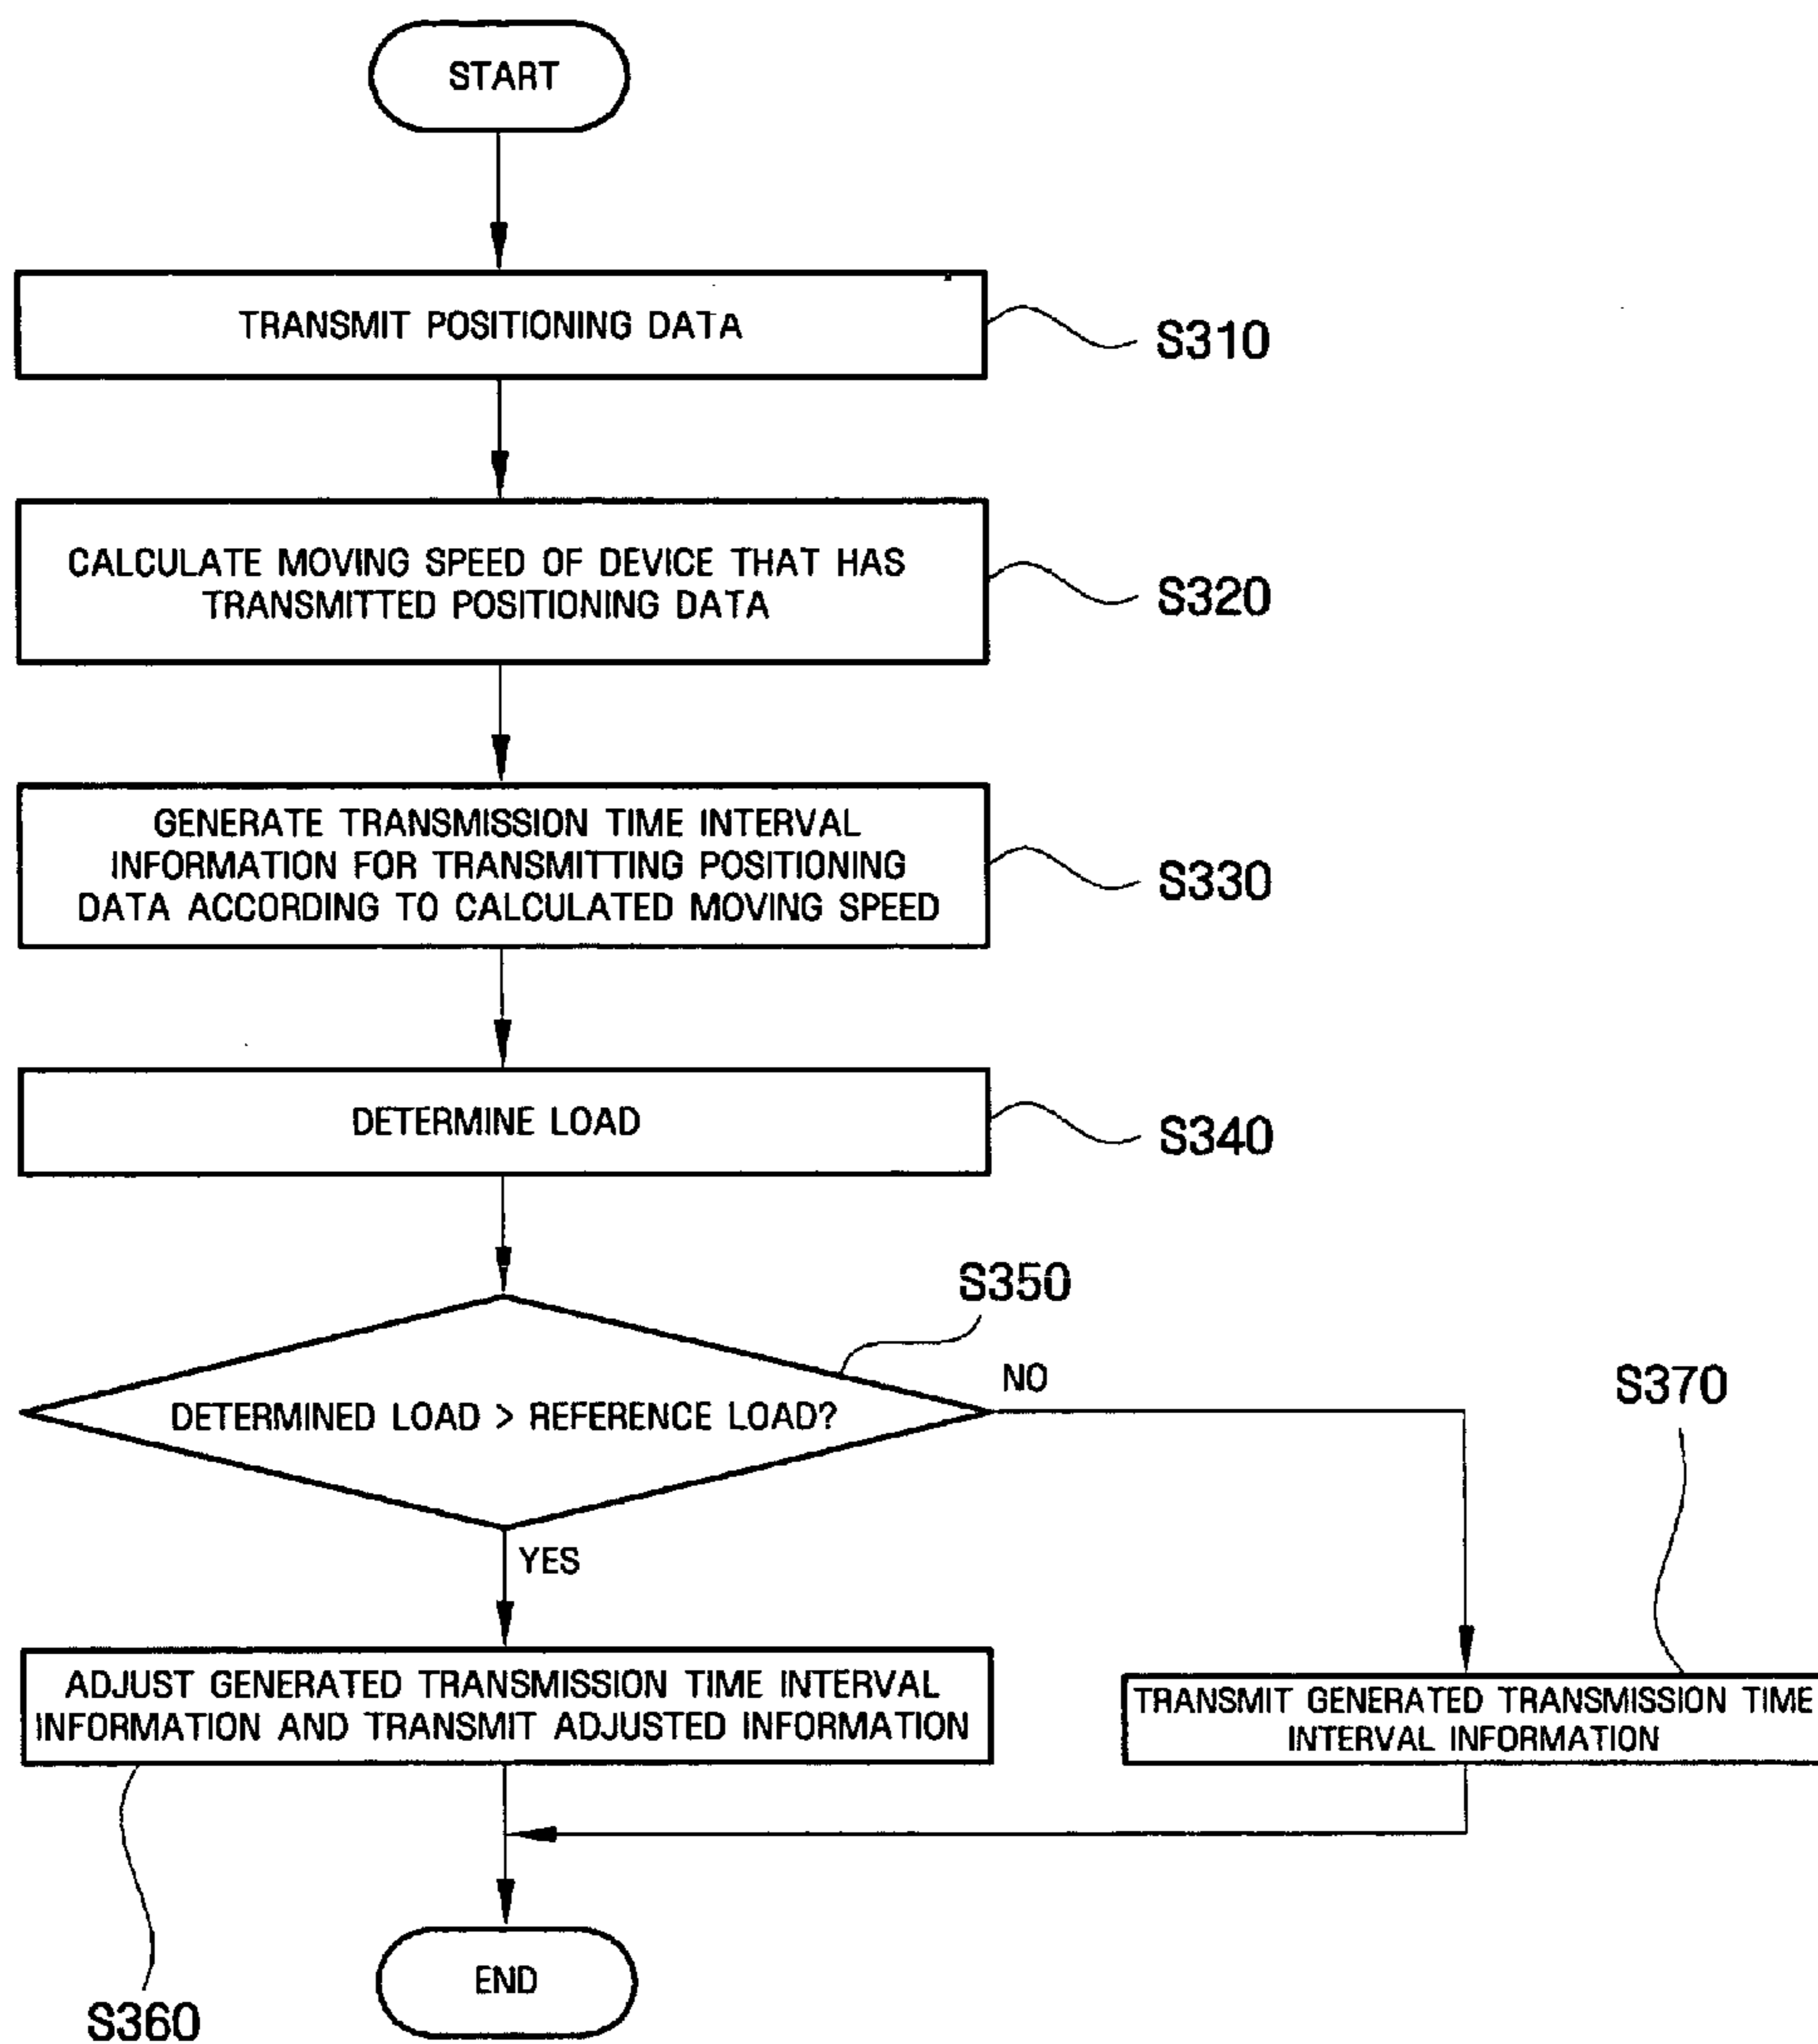 START
TRANSMIT POSITIONING DATA
S310
CALCULATE MOVING SPEED OF DEVICE THAT HAS
TRANSMITTED POSITIONING DATA
S320
GENERATE TRANSMISSION TIME INTERVAL
INFORMATION FOR TRANSMITTING POSITIONING
DATA ACCORDING TO CALCULATED MOVING SPEED
S330
DETERMINE LOAD
S340
S350
DETERMINED LOAD > REFERENCE LOAD?
NO
YES
S370
ADJUST GENERATED TRANSMISSION TIME INTERVAL
INFORMATION AND TRANSMIT ADJUSTED INFORMATION
S360
TRANSMIT GENERATED TRANSMISSION TIME
INTERVAL INFORMATION
END